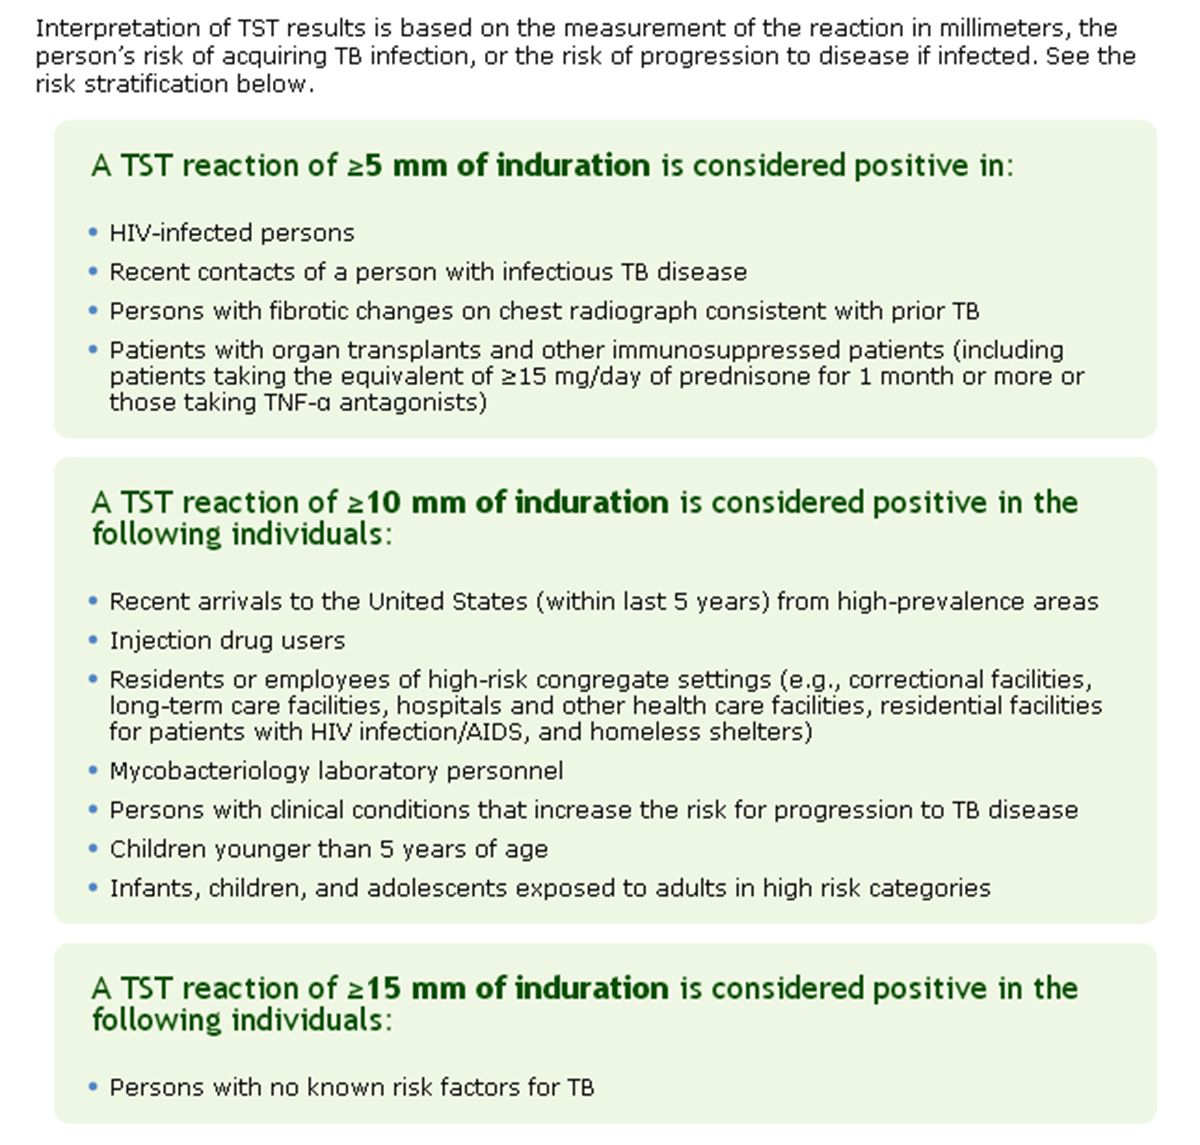 Interpretation of TST results is based on the measurement of the reaction in millimeters, the
person’s risk of acquiring TB infection, or the risk of progression to disease if infected. See the
risk stratification below.
A TST reaction of ≥5 mm of induration is considered positive in:
• HIV-infected persons
• Recent contacts of a person with infectious TB disease
• Persons with fibrotic changes on chest radiograph consistent with prior TB
• Patients with organ transplants and other immunosuppressed patients (including
patients taking the equivalent of ≥15 mg/day of prednisone for 1 month or more or
those taking TNF-α antagonists)
A TST reaction of ≥10 mm of induration is considered positive in the
following individuals:
• Recent arrivals to the United States (within last 5 years) from high-prevalence areas
• Injection drug users
• Residents or employees of high-risk congregate settings (e.g., correctional facilities,
long-term care facilities, hospitals and other health care facilities, residential facilities
for patients with HIV infection/AIDS, and homeless shelters)
• Mycobacteriology laboratory personnel
• Persons with clinical conditions that increase the risk for progression to TB disease
• Children younger than 5 years of age
• Infants, children, and adolescents exposed to adults in high risk categories
A TST reaction of ≥15 mm of induration is considered positive in the
following individuals:
• Persons with no known risk factors for TB